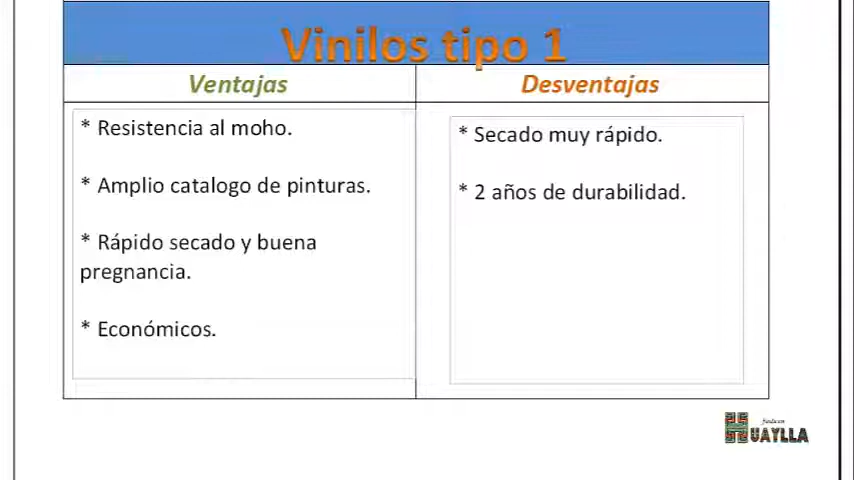 Vinilos tipo 1
Ventajas
Desventajas
* Resistencia al moho.
* Amplio catalogo de pinturas.
* Rápido secado y buena
pregnancia.
* Económicos.
* Secado muy rápido.
* 2 años de durabilidad.
HUAYLLA